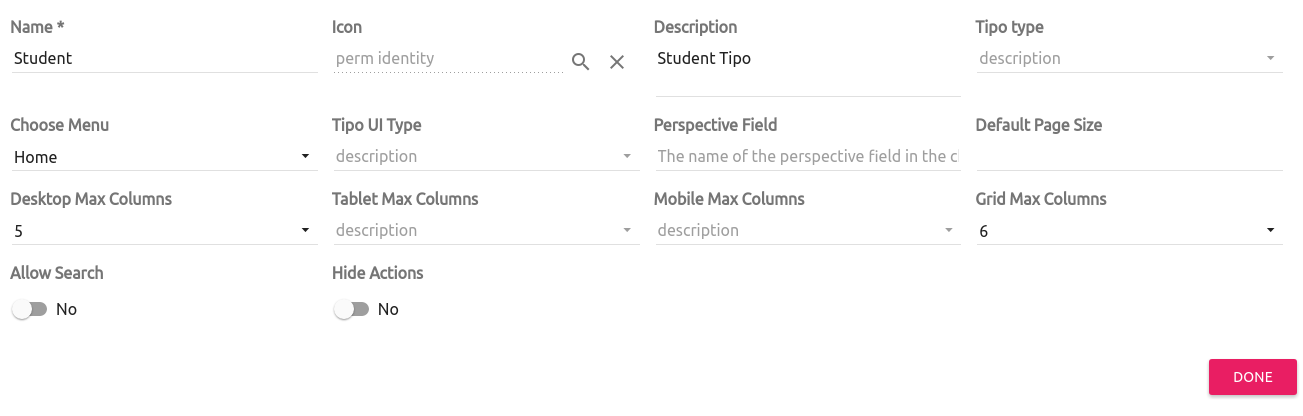 Name * Icon Description Tipo type
Student perm identity Student Tipo description
Choose Menu Tipo UI Type Perspective Field Default Page Size
Home description The name of the perspective field in the cl
Desktop Max Columns Tablet Max Columns Mobile Max Columns Grid Max Columns
5 description description 6
Allow Search Hide Actions
No No
DONE